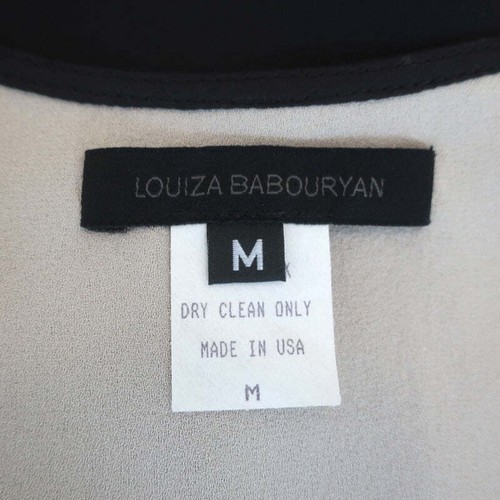 LOUIZA BABOURYAN
M
DRY CLEAN ONLY
MADE IN USA
M